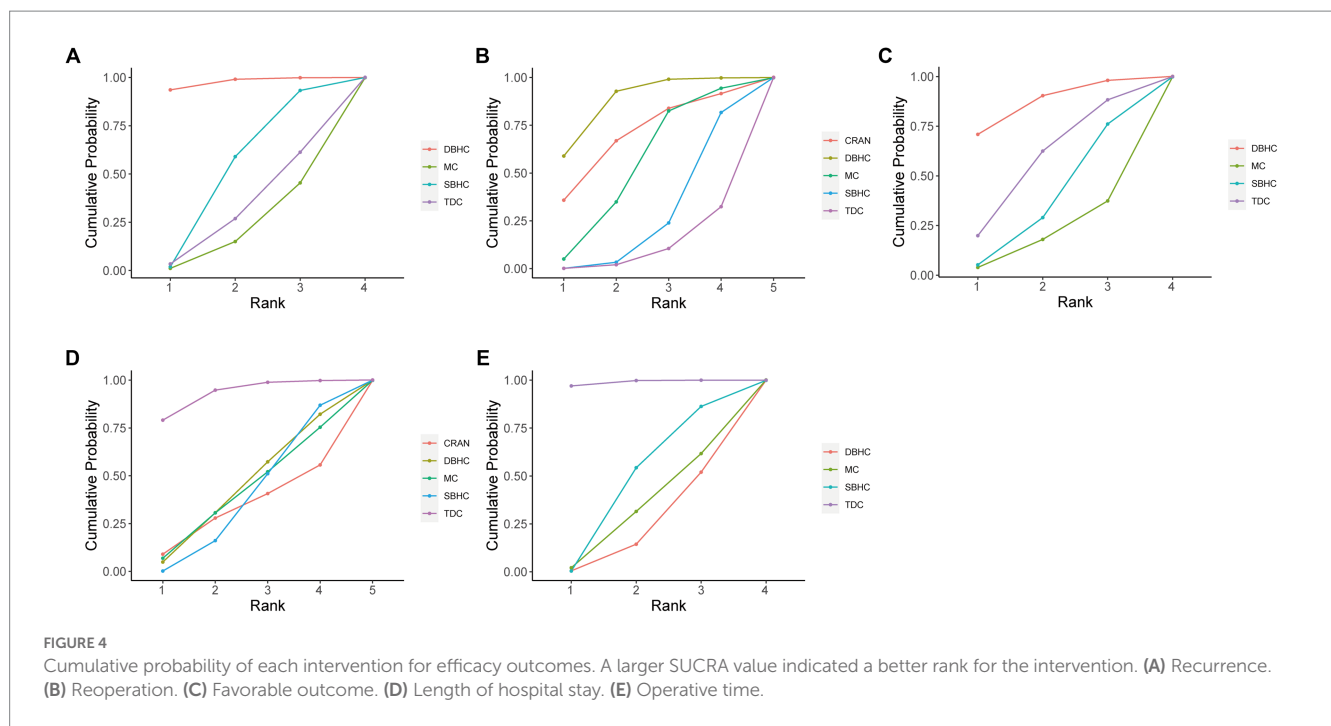 A
Cumulative Probability
1.00
0.75
0.50
0.25
0.00
1 2 3 4
Rank
DBHC
MC
SBHC
TDC
B
Cumulative Probability
1.00
0.75
0.50
0.25
0.00
1 2 3 4 5
Rank
CRAN
DBHC
MC
SBHC
TDC
C
Cumulative Probability
1.00
0.75
0.50
0.25
0.00
1 2 3 4
Rank
DBHC
MC
SBHC
TDC
D
Cumulative Probability
1.00
0.75
0.50
0.25
0.00
1 2 3 4 5
Rank
CRAN
DBHC
MC
SBHC
TDC
E
Cumulative Probability
1.00
0.75
0.50
0.25
0.00
1 2 3 4
Rank
DBHC
MC
SBHC
TDC
FIGURE 4
Cumulative probability of each intervention for efficacy outcomes. A larger SUCRA value indicated a better rank for the intervention. (A) Recurrence.
(B) Reoperation. (C) Favorable outcome. (D) Length of hospital stay. (E) Operative time.